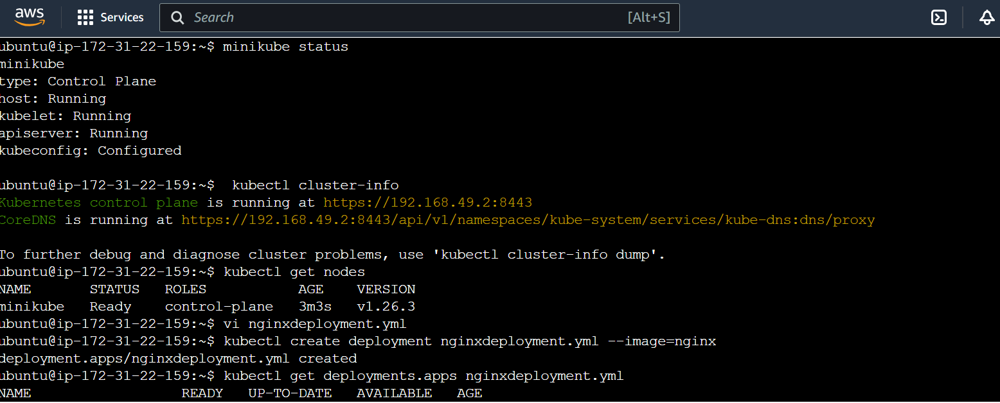 aws
Services
Search
[Alt+S]
ubuntu@ip-172-31-22-159:~$ minikube status
minikube
type: Control Plane
host: Running
kubelet: Running
apiserver: Running
kubeconfig: Configured
ubuntu@ip-172-31-22-159:~$  kubectl cluster-info
Kubernetes control plane is running at https://192.168.49.2:8443
CoreDNS is running at https://192.168.49.2:8443/api/v1/namespaces/kube-system/services/kube-dns:dns/proxy
To further debug and diagnose cluster problems, use 'kubectl cluster-info dump'.
ubuntu@ip-172-31-22-159:~$ kubectl get nodes
NAME       STATUS   ROLES           AGE    VERSION
minikube   Ready    control-plane   3m3s   v1.26.3
ubuntu@ip-172-31-22-159:~$ vi nginxdeployment.yml
ubuntu@ip-172-31-22-159:~$ kubectl create deployment nginxdeployment.yml --image=nginx
deployment.apps/nginxdeployment.yml created
ubuntu@ip-172-31-22-159:~$ kubectl get deployments.apps nginxdeployment.yml
NAME                  READY   UP-TO-DATE   AVAILABLE   AGE